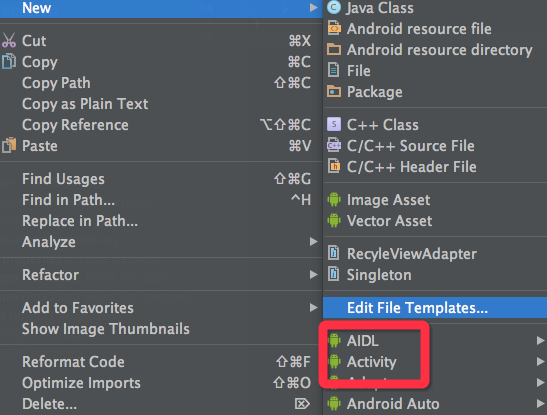 New
Cut ⌘X
Copy ⌘C
Copy Path ⇧⌘C
Copy as Plain Text
Copy Reference ⌥⇧⌘C
Paste ⌘V
Find Usages ⇧⌘G
Find in Path... ^H
Replace in Path...
Analyze
Refactor
Add to Favorites
Show Image Thumbnails
Reformat Code ⇧⌘F
Optimize Imports ⇧⌘O
Delete... ⌦
Java Class
Android resource file
Android resource directory
File
Package
S C++ Class
C/C++ Source File
h C/C++ Header File
Image Asset
Vector Asset
h RecyleViewAdapter
h Singleton
Edit File Templates...
AIDL
Activity
Android Auto